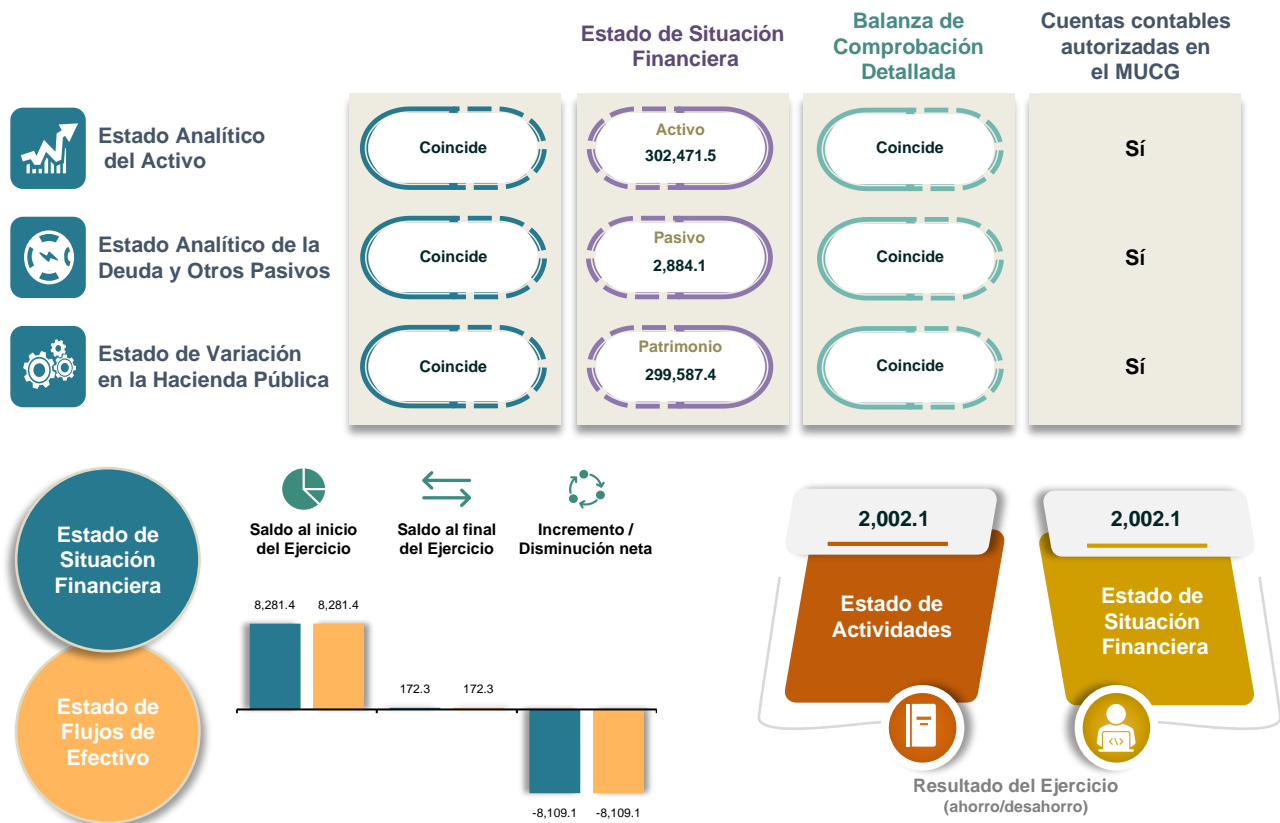 Estado de Situación
Financiera
Balanza de
Comprobación
Detallada
Cuentas contables
autorizadas en
el MUCG
Estado Analítico
del Activo
Coincide
Activo
302,471.5
Coincide
Sí
Estado Analítico de la
Deuda y Otros Pasivos
Coincide
Pasivo
2,884.1
Coincide
Sí
Estado de Variación
en la Hacienda Pública
Coincide
Patrimonio
299,587.4
Coincide
Sí
Estado de
Situación
Financiera
Estado de
Flujos de
Efectivo
Saldo al inicio
del Ejercicio
Saldo al final
del Ejercicio
Incremento /
Disminución neta
8,281.4
8,281.4
172.3
172.3
-8,109.1
-8,109.1
2,002.1
Estado de
Actividades
2,002.1
Estado de
Situación
Financiera
Resultado del Ejercicio
(ahorro/desahorro)